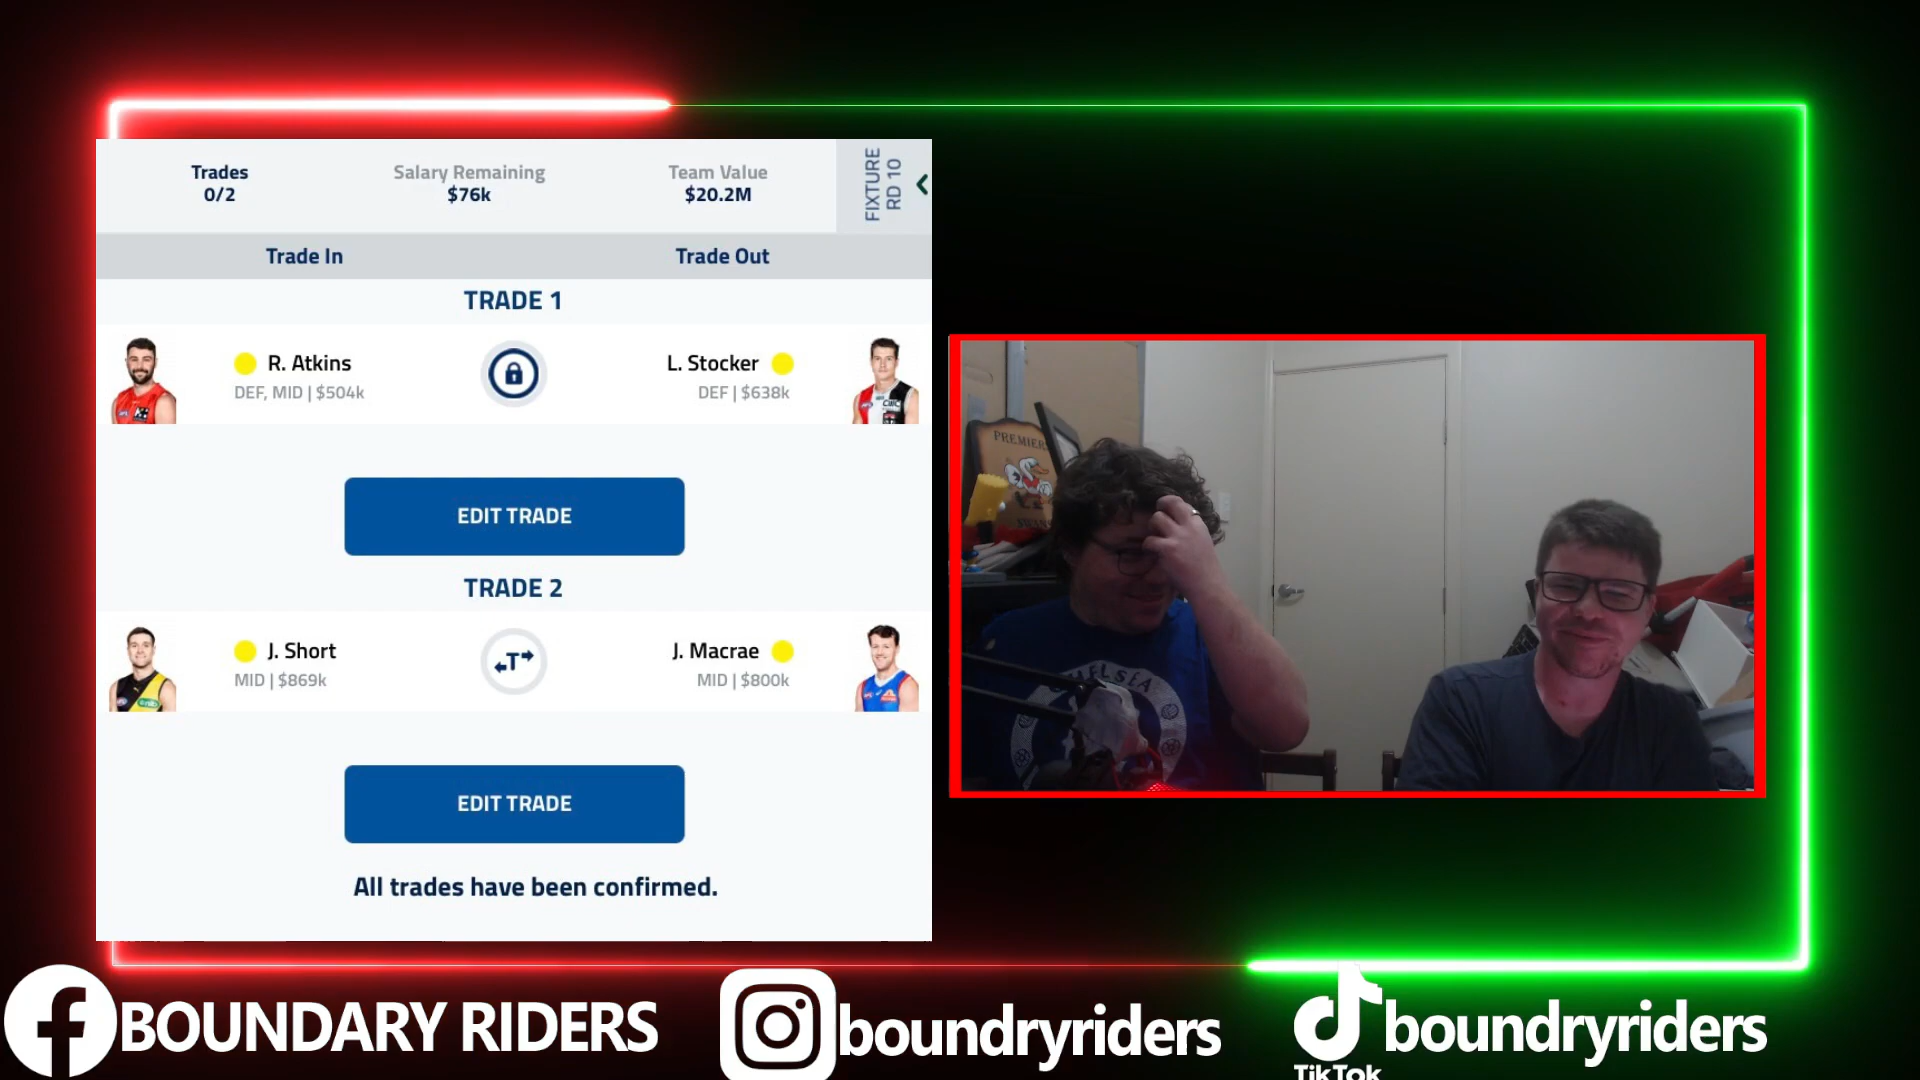 Trades
0/2
Salary Remaining
$76k
Team Value
$20.2M
FIXTURE
RD 10
Trade In
Trade Out
TRADE 1
R. Atkins
DEF, MID | $504k
L. Stocker
DEF | $638k
EDIT TRADE
TRADE 2
J. Short
MID | $869k
T
J. Macrae
MID | $800k
EDIT TRADE
All trades have been confirmed.
PREMIER
CHELSEA
BOUNDARY RIDERS
boundryriders
boundryriders
TikTok